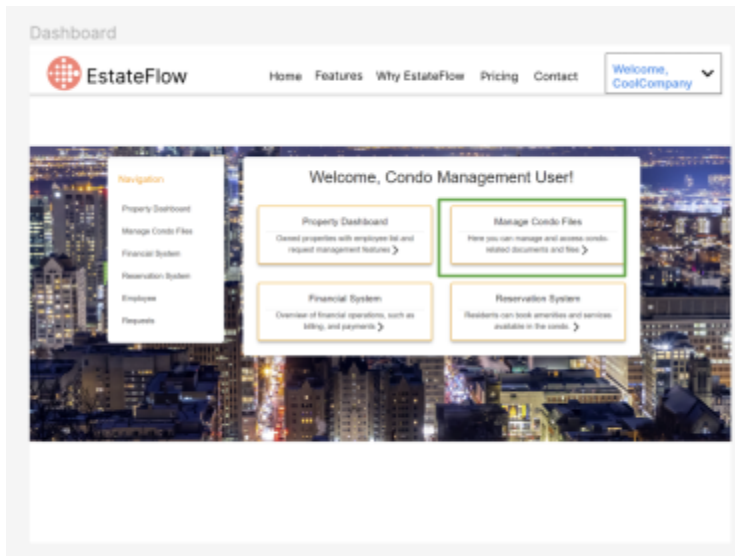 Dashboard
EstateFlow
Home Features Why EstateFlow Pricing Contact
Welcome,
CoolCompany
Navigation
Property Dashboard
Manage Condo Files
Financial System
Reservation System
Employee
Requests
Welcome, Condo Management User!
Property Dashboard
Owned properties with employee list and
request management features
Manage Condo Files
Here you can manage and access condo-
related documents and files
Financial System
Overview of financial operations, such as
billing, and payments
Reservation System
Residents can book amenities and services
available in the condo.